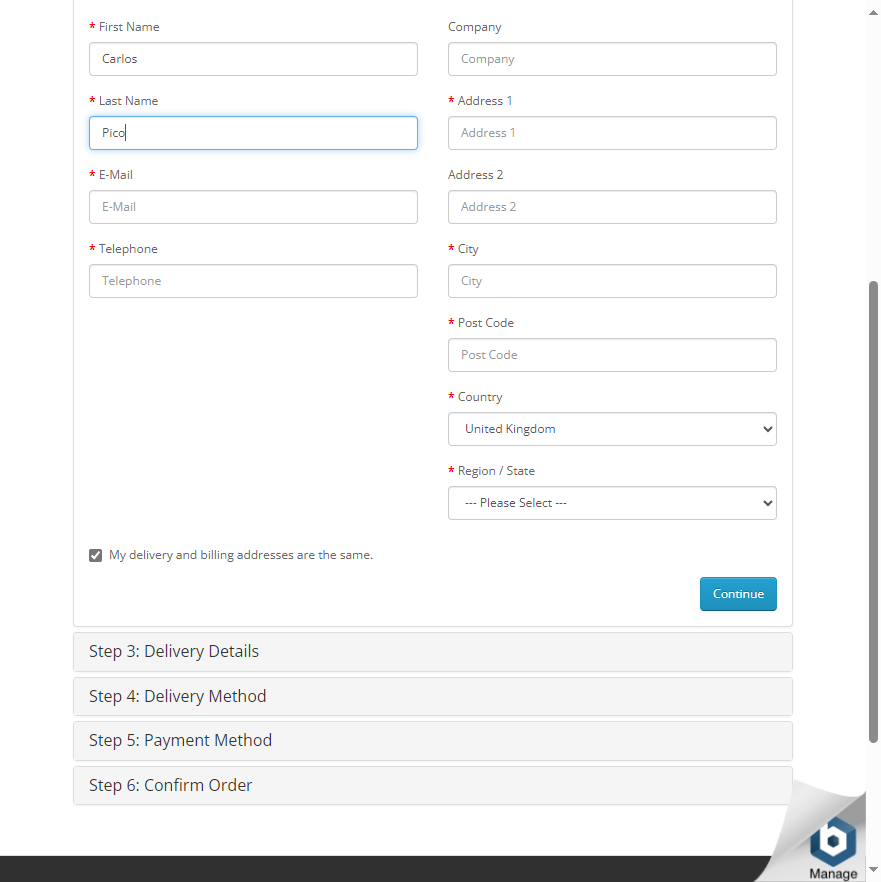 * First Name
Carlos
* Last Name
Pico
* E-Mail
E-Mail
* Telephone
Telephone
Company
Company
* Address 1
Address 1
Address 2
Address 2
* City
City
* Post Code
Post Code
* Country
United Kingdom
* Region / State
--- Please Select ---
My delivery and billing addresses are the same.
Continue
Step 3: Delivery Details
Step 4: Delivery Method
Step 5: Payment Method
Step 6: Confirm Order
b
Manage